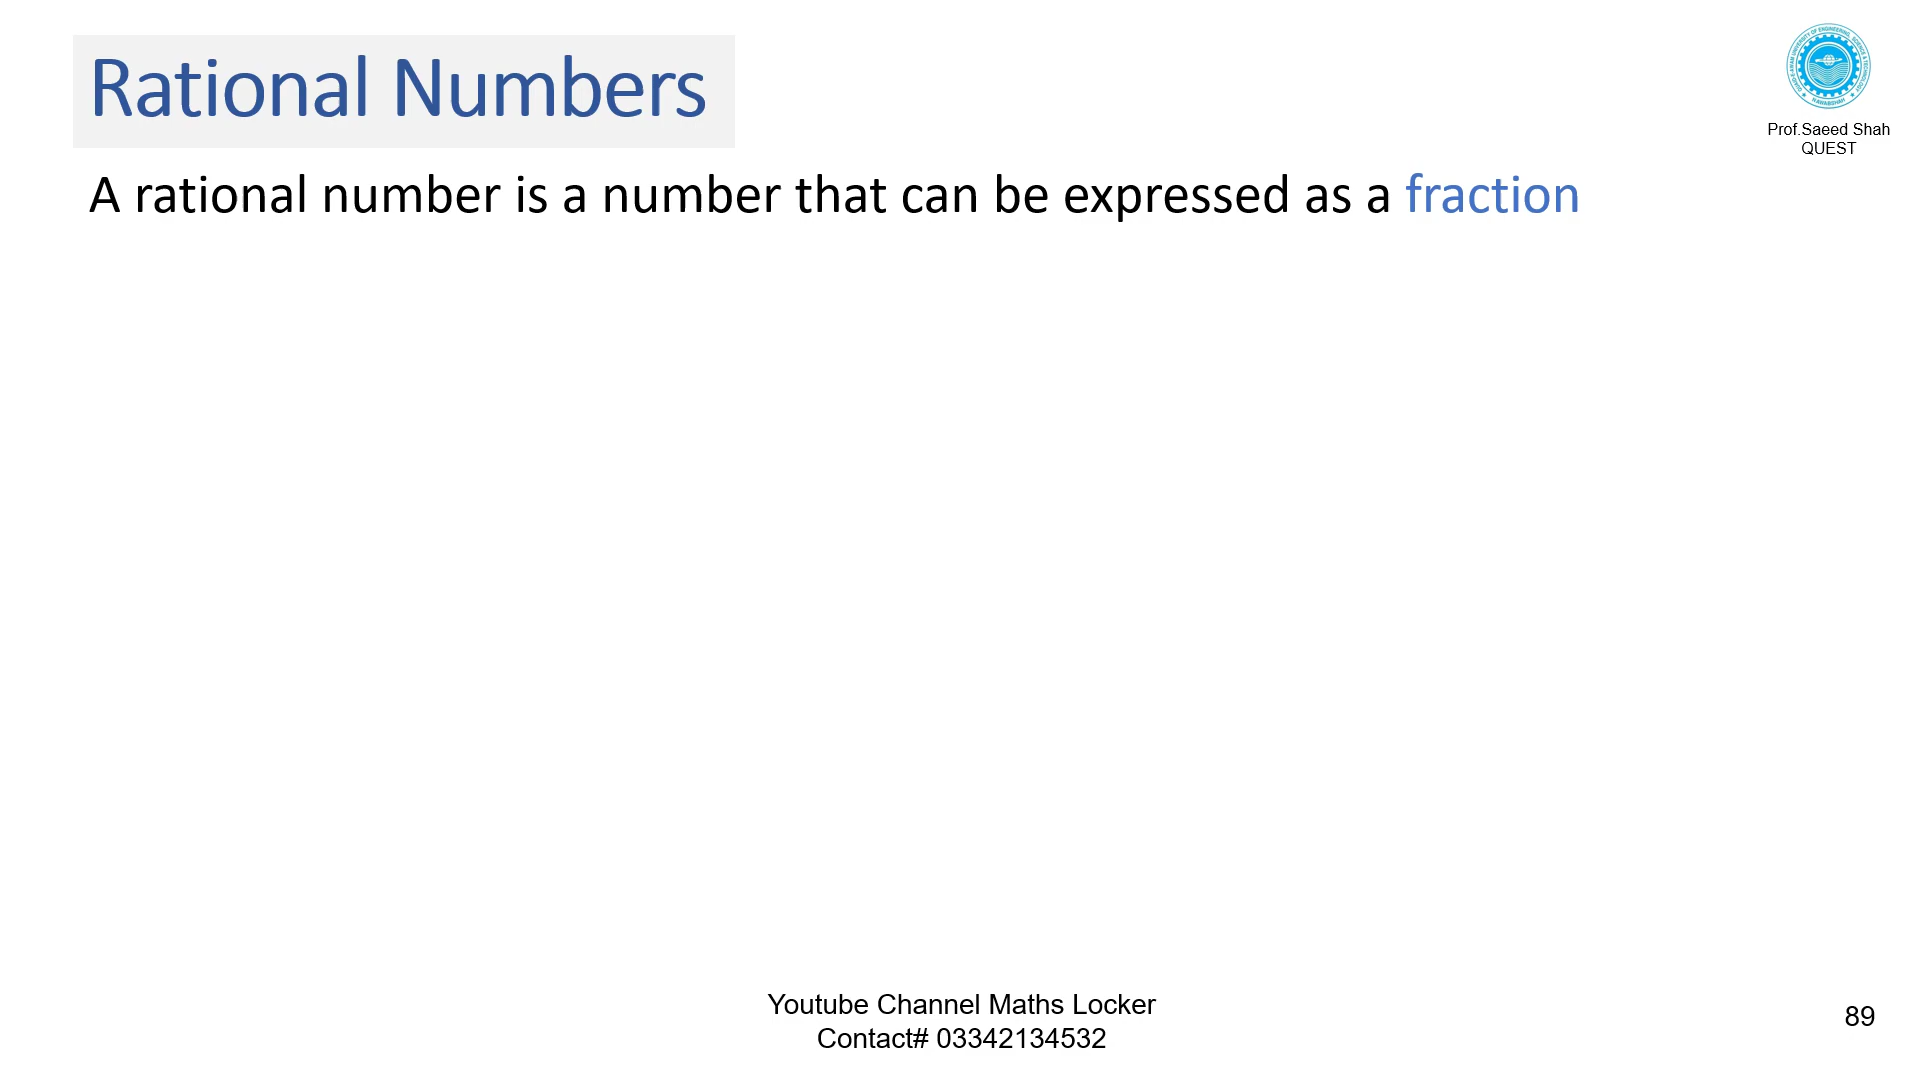 Rational Numbers
Prof.Saeed Shah
QUEST
A rational number is a number that can be expressed as a fraction
Youtube Channel Maths Locker
Contact# 03342134532
89